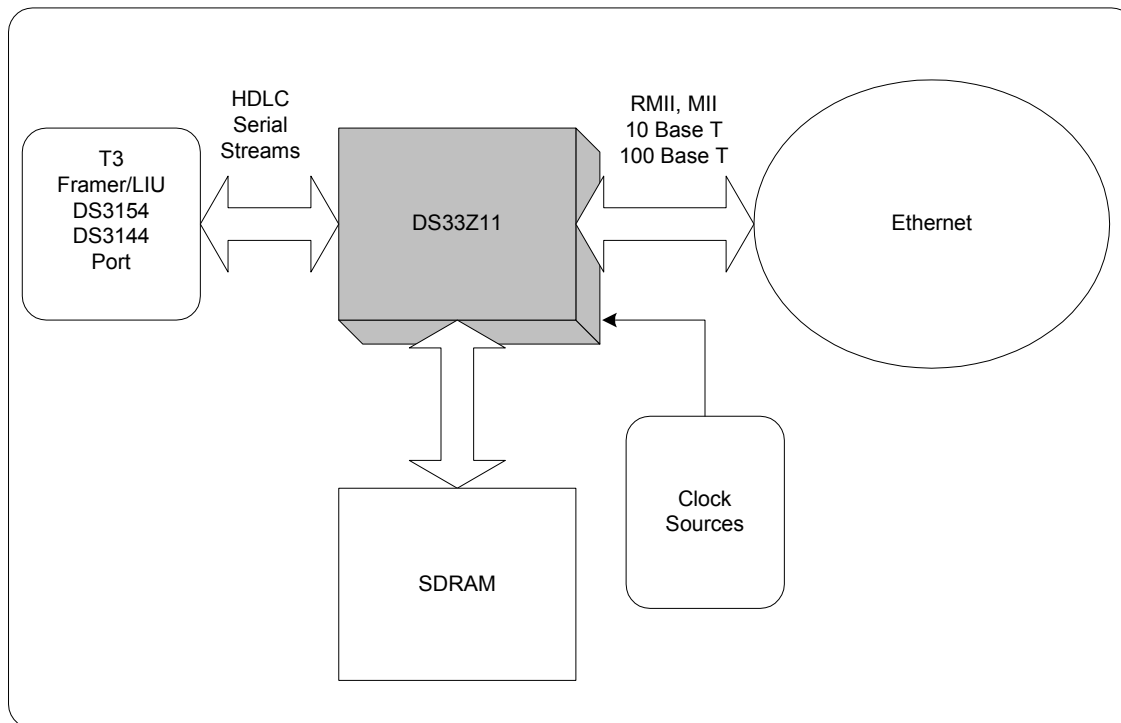 HDLC
Serial
Streams
RMII, MII
10 Base T
100 Base T
T3
Framer/LIU
DS3154
DS3144
Port
DS33Z11
Ethernet
Clock
Sources
SDRAM